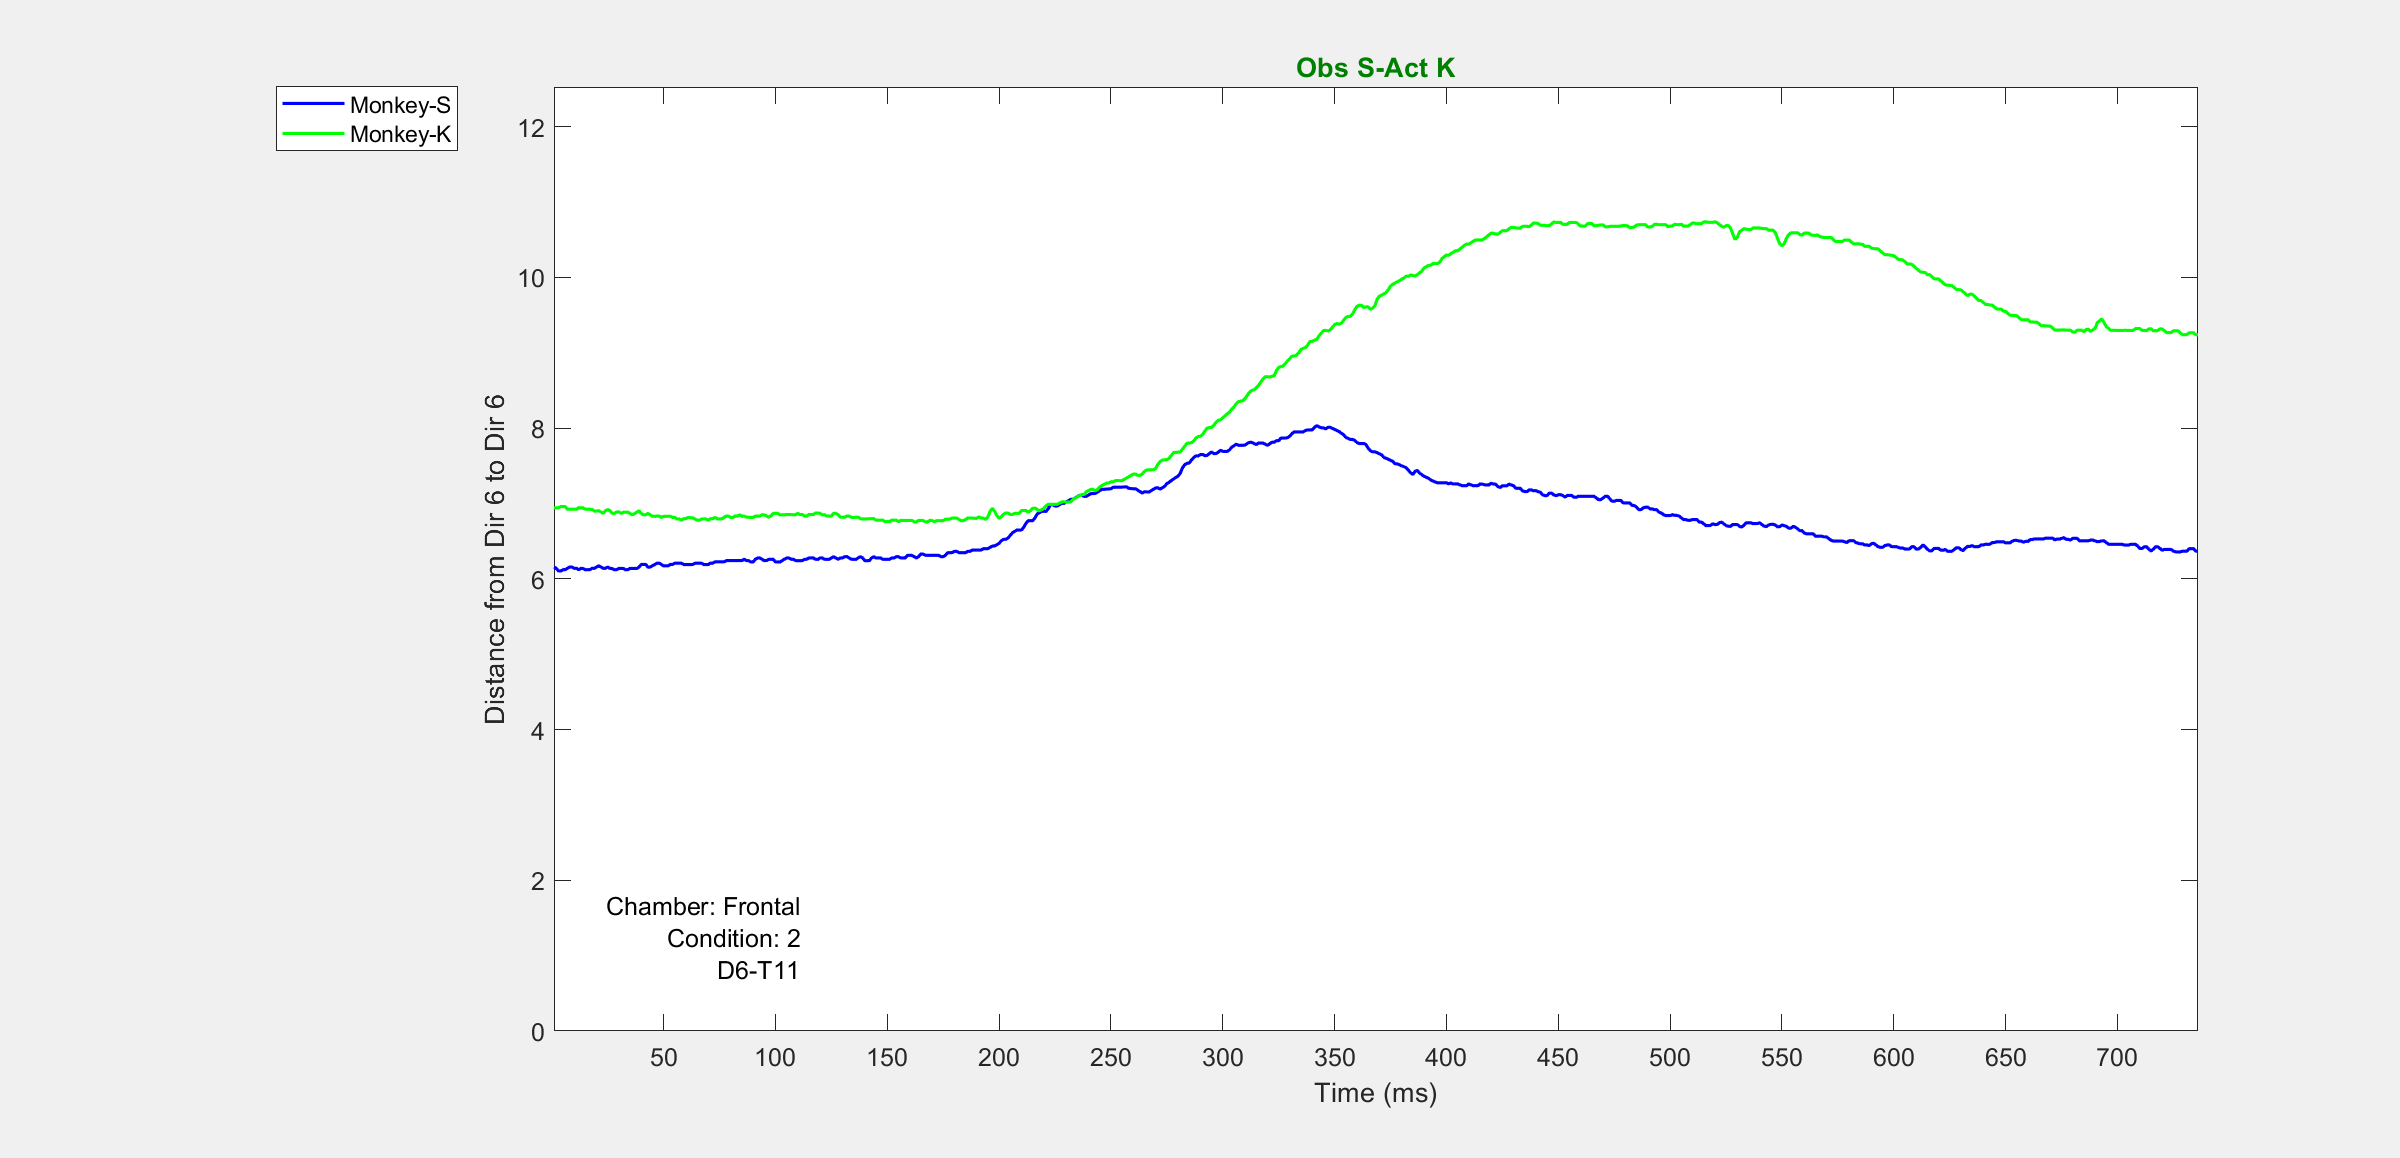 Obs S-Act K
Monkey-S
Monkey-K
12
10
8
6
4
2
0
Distance from Dir 6 to Dir 6
Chamber: Frontal
Condition: 2
D6-T11
50 100 150 200 250 300 350 400 450 500 550 600 650 700
Time (ms)